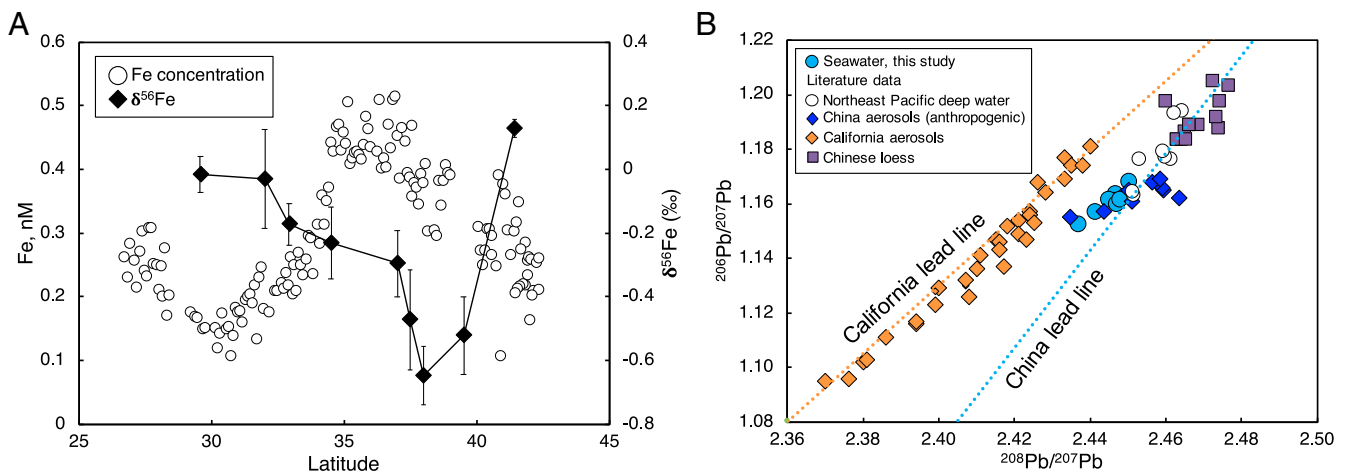 A
Fe, nM
0.6
0.5
0.4
0.3
0.2
0.1
0
Fe concentration
δ56Fe
0.4
0.2
0
-0.2
-0.4
-0.6
-0.8
δ56Fe (‰)
25 30 35 40 45
Latitude
B
206Pb/207Pb
1.22
1.20
1.18
1.16
1.14
1.12
1.10
1.08
Seawater, this study
Literature data
Northeast Pacific deep water
China aerosols (anthropogenic)
California aerosols
Chinese loess
California lead line
China lead line
2.36 2.38 2.40 2.42 2.44 2.46 2.48 2.50
208Pb/207Pb